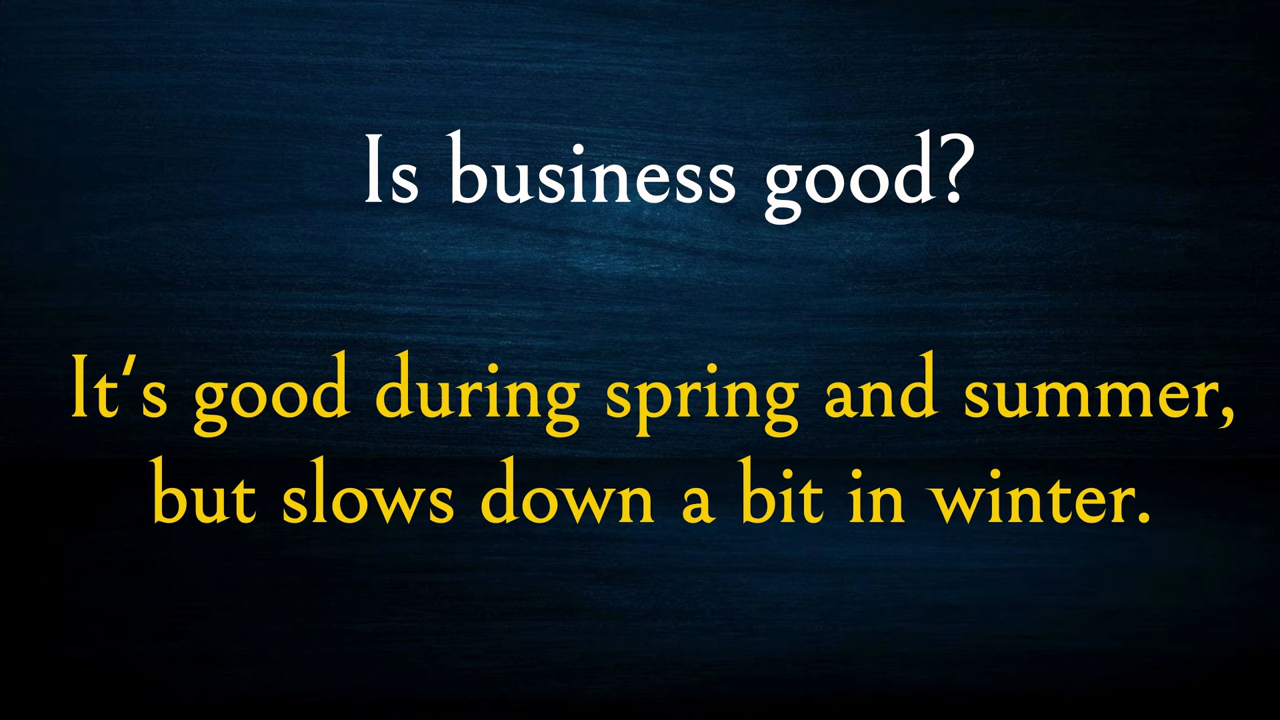 Is business good?
It's good during spring and summer,
but slows down a bit in winter.